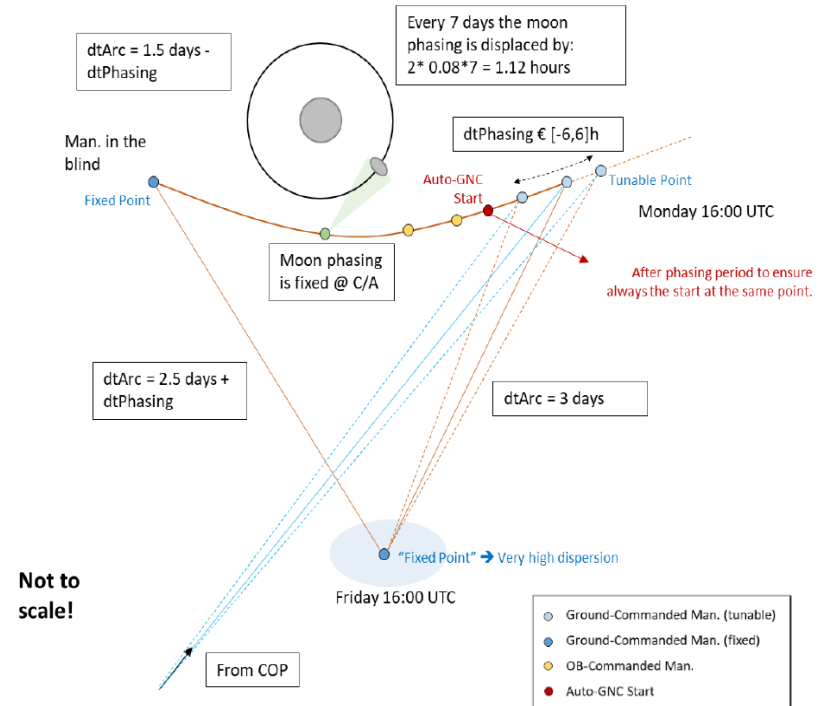 Every 7 days the moon
phasing is displaced by:
2* 0.08*7 = 1.12 hours
dtArc = 1.5 days -
dtPhasing
dtPhasing € [-6,6]h
Man. in the
blind
Fixed Point
Auto-GNC
Start
Tunable Point
Monday 16:00 UTC
Moon phasing
is fixed @ C/A
After phasing period to ensure
always the start at the same point.
dtArc = 2.5 days +
dtPhasing
dtArc = 3 days
“Fixed Point” ➔ Very high dispersion
Friday 16:00 UTC
Not to
scale!
From COP
Ground-Commanded Man. (tunable)
Ground-Commanded Man. (fixed)
OB-Commanded Man.
Auto-GNC Start